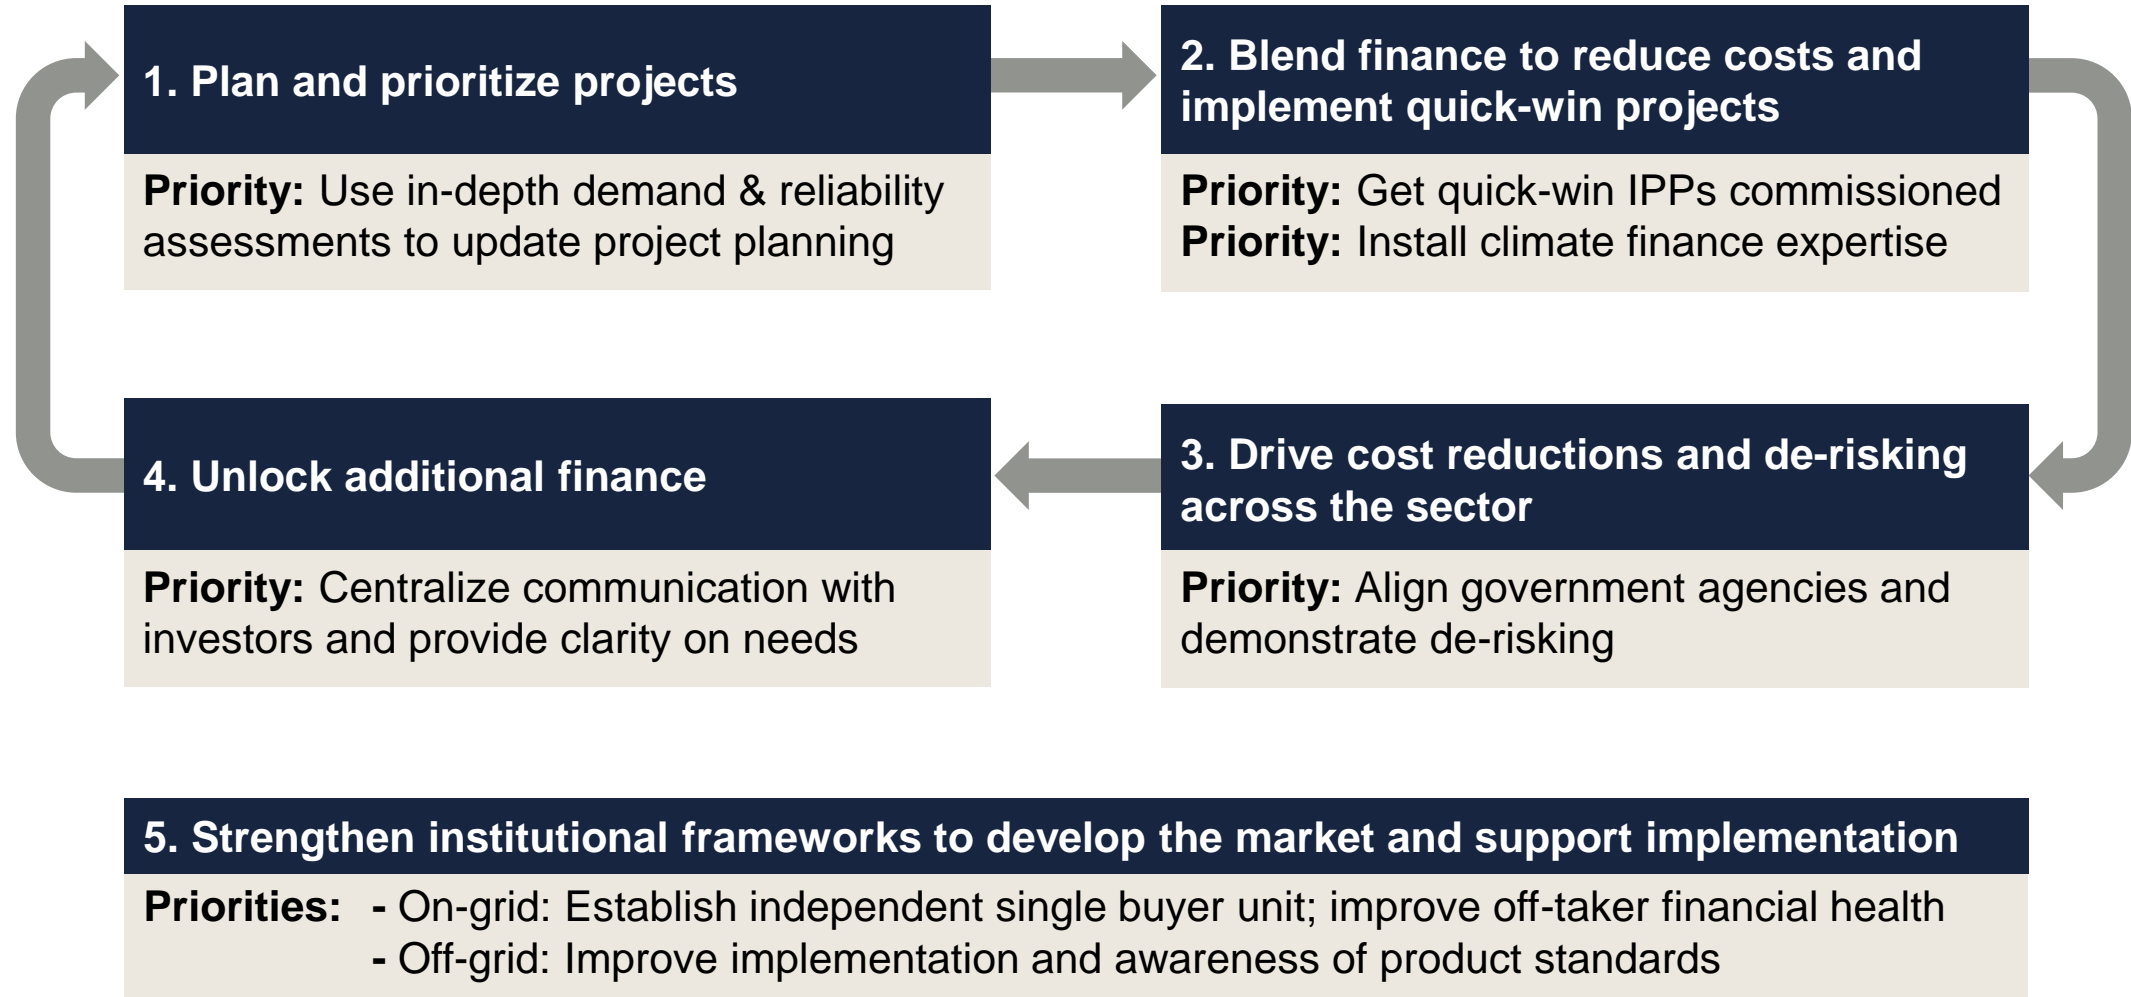 1. Plan and prioritize projects
Priority: Use in-depth demand & reliability
assessments to update project planning
2. Blend finance to reduce costs and
implement quick-win projects
Priority: Get quick-win IPPs commissioned
Priority: Install climate finance expertise
3. Drive cost reductions and de-risking
across the sector
Priority: Align government agencies and
demonstrate de-risking
4. Unlock additional finance
Priority: Centralize communication with
investors and provide clarity on needs
5. Strengthen institutional frameworks to develop the market and support implementation
Priorities: - On-grid: Establish independent single buyer unit; improve off-taker financial health
- Off-grid: Improve implementation and awareness of product standards